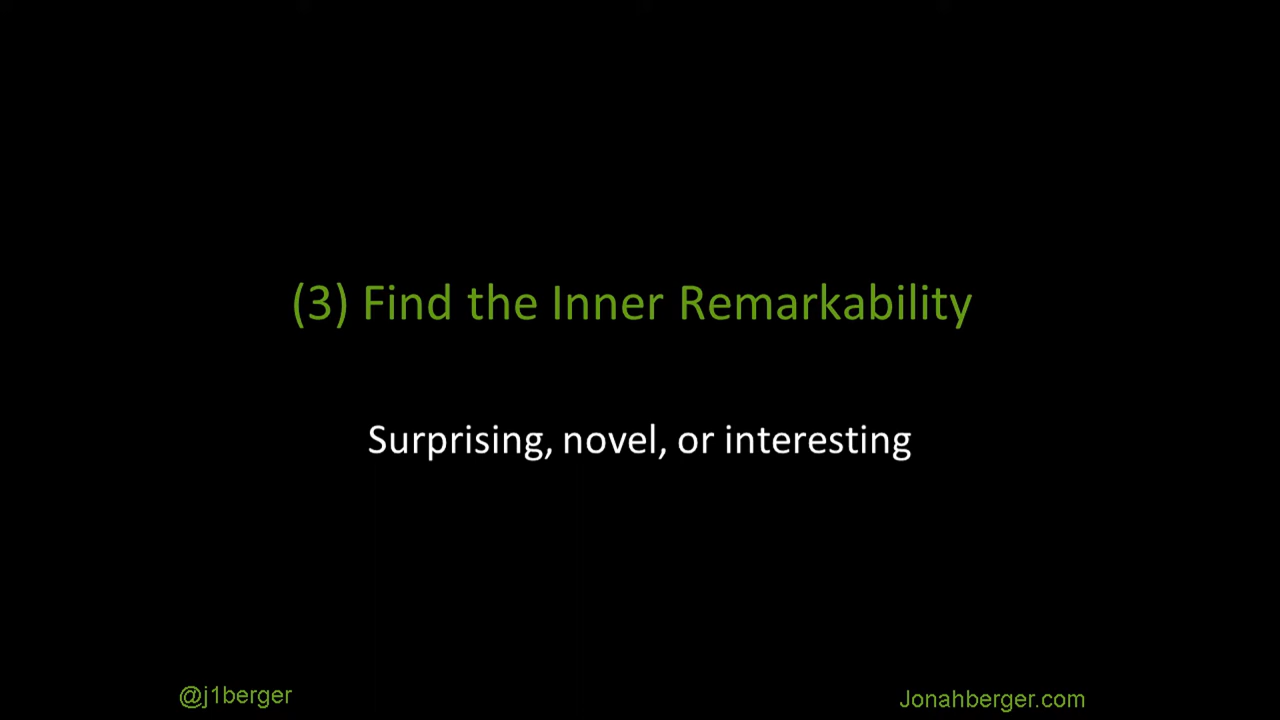 (3) Find the Inner Remarkability
Surprising, novel, or interesting
@j1berger
Jonahberger.com